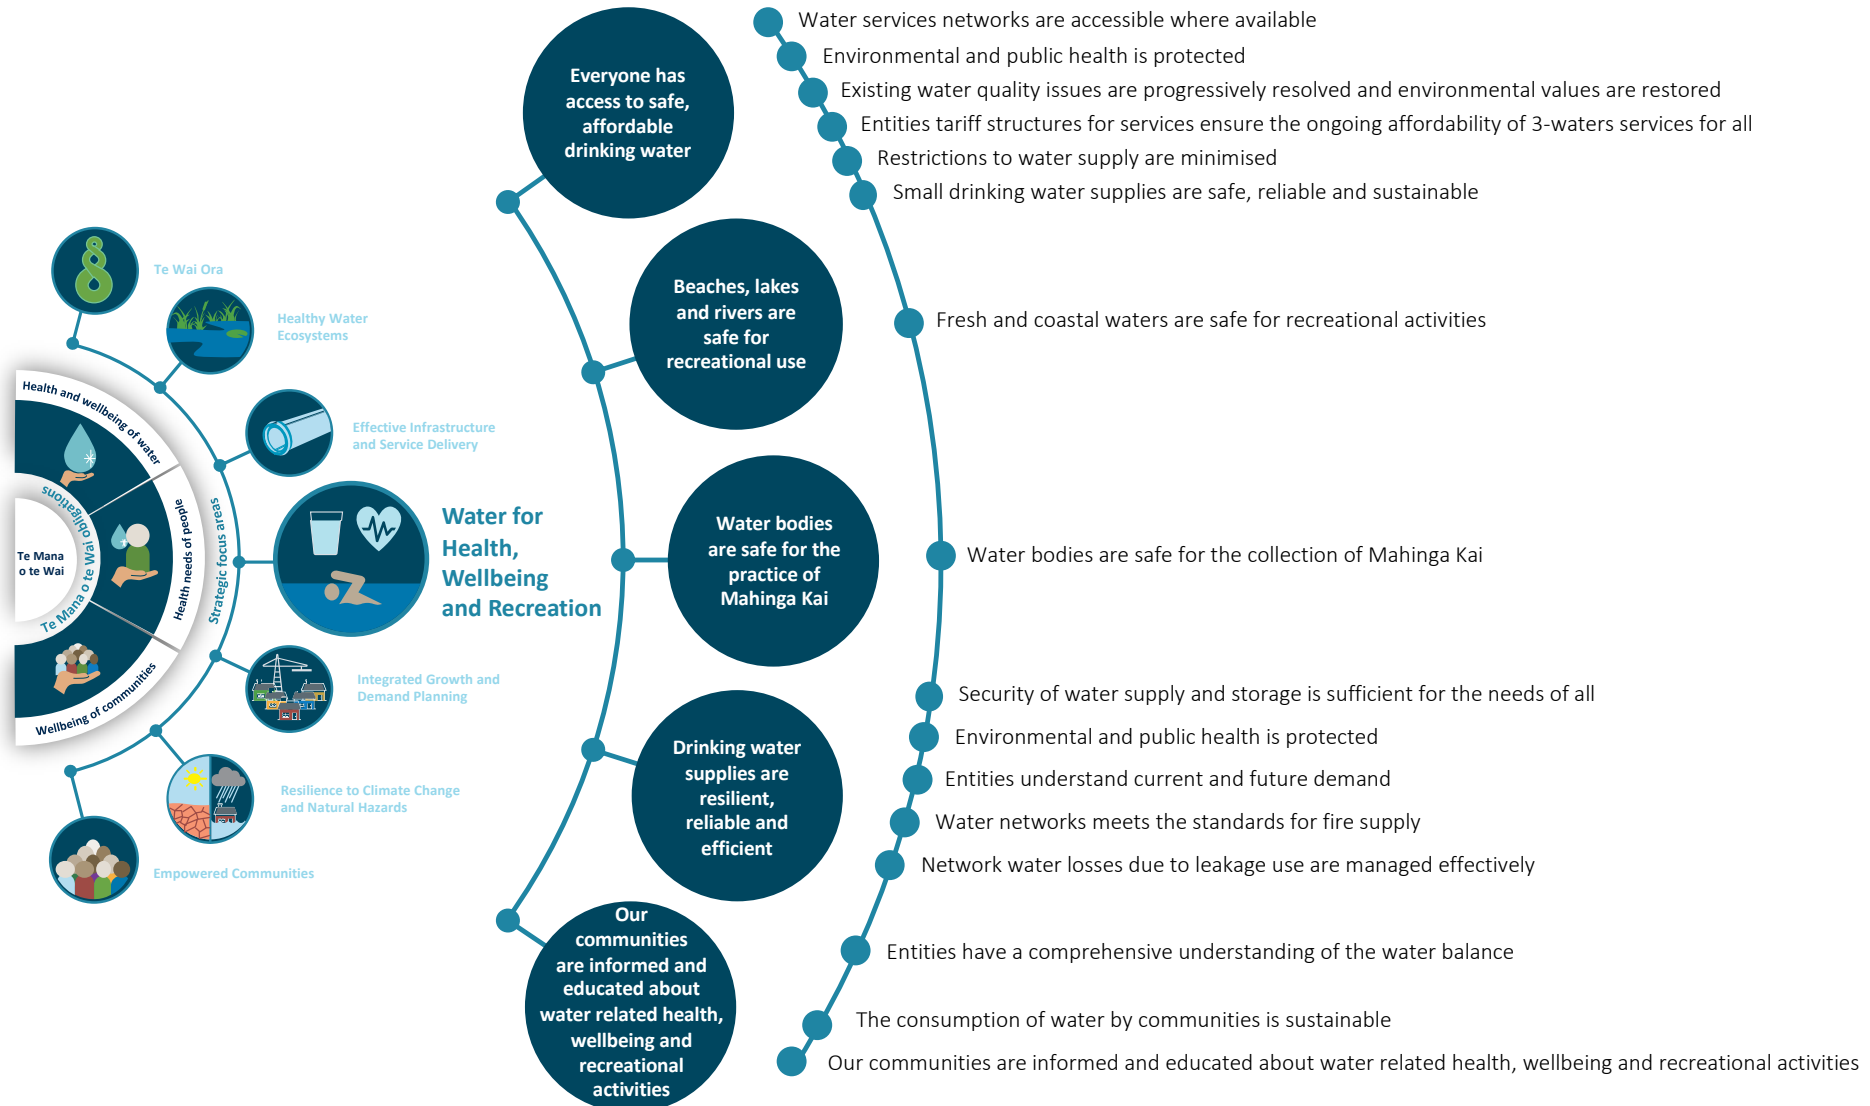 Te Mana
o te Wai
Te Mana o te Wai obligations
Health and wellbeing of water
Health needs of people
Wellbeing of communities
Strategic focus areas
Te Wai Ora
Healthy Water
Ecosystems
Effective Infrastructure
and Service Delivery
Water for
Health,
Wellbeing
and Recreation
Integrated Growth and
Demand Planning
Resilience to Climate Change
and Natural Hazards
Empowered Communities
Everyone has
access to safe,
affordable
drinking water
Beaches, lakes
and rivers are
safe for
recreational use
Water bodies
are safe for the
practice of
Mahinga Kai
Drinking water
supplies are
resilient,
reliable and
efficient
Our
communities
are informed and
educated about
water related health,
wellbeing and
recreational
activities
Water services networks are accessible where available
Environmental and public health is protected
Existing water quality issues are progressively resolved and environmental values are restored
Entities tariff structures for services ensure the ongoing affordability of 3-waters services for all
Restrictions to water supply are minimised
Small drinking water supplies are safe, reliable and sustainable
Fresh and coastal waters are safe for recreational activities
Water bodies are safe for the collection of Mahinga Kai
Security of water supply and storage is sufficient for the needs of all
Environmental and public health is protected
Entities understand current and future demand
Water networks meets the standards for fire supply
Network water losses due to leakage use are managed effectively
Entities have a comprehensive understanding of the water balance
The consumption of water by communities is sustainable
Our communities are informed and educated about water related health, wellbeing and recreational activities